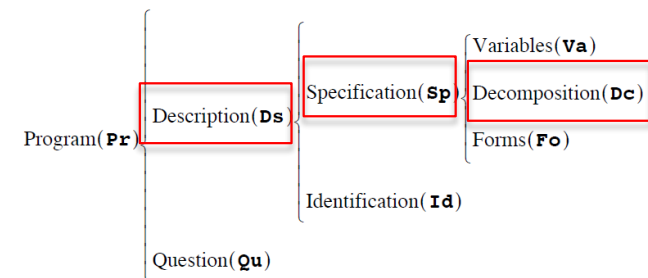 Variables(Va)
Specification(Sp)
Decomposition(Dc)
Description(Ds)
Program(Pr)
Forms(Fo)
Identification(Id)
Question(Qu)